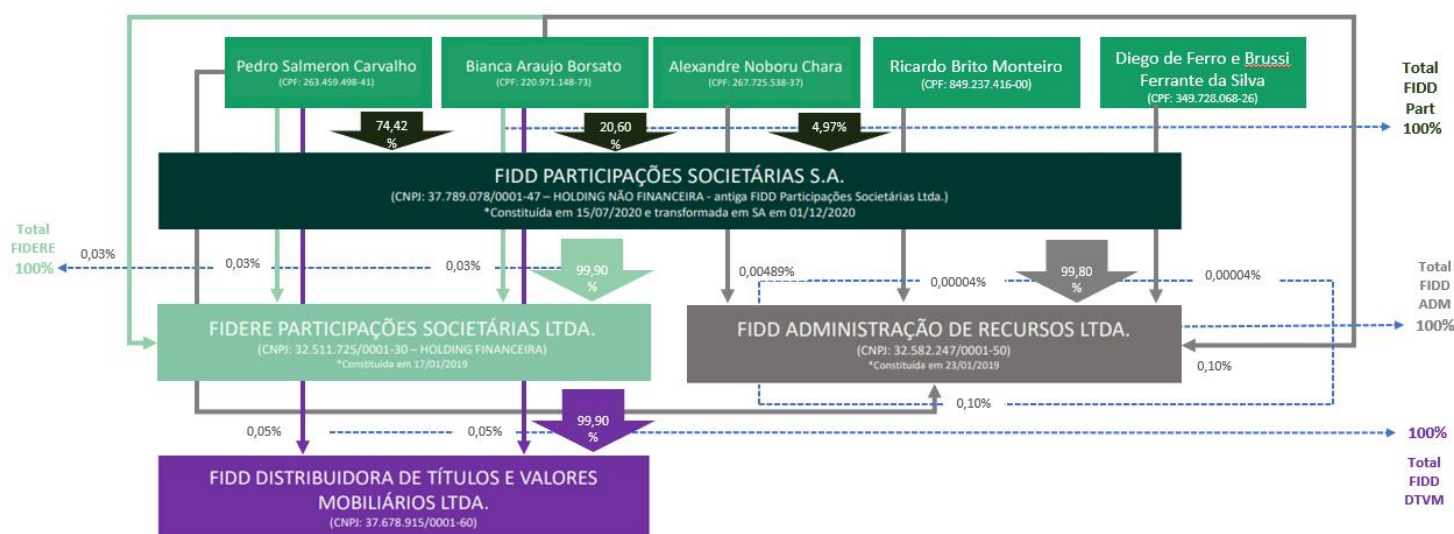 Pedro Salmeron Carvalho
(CPF: 263.459.498-41)
Bianca Araujo Borsato
(CPF: 220.971.148-73)
Alexandre Noboru Chara
(CPF: 267.725.538-37)
Ricardo Brito Monteiro
(CPF: 849.237.416-00)
Diego de Ferro e Brussi
Ferrante da Silva
(CPF: 349.728.068-26)
Total
FIDD
Part
100%
74,42
%
20,60
%
4,97%
FIDD PARTICIPAÇÕES SOCIETÁRIAS S.A.
(CNPJ: 37.789.078/0001-47 – HOLDING NÃO FINANCEIRA - antiga FIDD Participações Societárias Ltda.)
*Constituída em 15/07/2020 e transformada em SA em 01/12/2020
Total
FIDERE
100%
0,03%
0,03%
0,03%
99,90
%
0,00489%
0,00004%
99,80
%
0,00004%
Total
FIDD
ADM
100%
FIDERE PARTICIPAÇÕES SOCIETÁRIAS LTDA.
(CNPJ: 32.511.725/0001-30 – HOLDING FINANCEIRA)
*Constituída em 17/01/2019
FIDD ADMINISTRAÇÃO DE RECURSOS LTDA.
(CNPJ: 32.582.247/0001-50)
*Constituída em 23/01/2019
0,10%
0,10%
0,05%
0,05%
99,90
%
100%
Total
FIDD
DTVM
FIDD DISTRIBUIDORA DE TÍTULOS E VALORES
MOBILIÁRIOS LTDA.
(CNPJ: 37.678.915/0001-60)